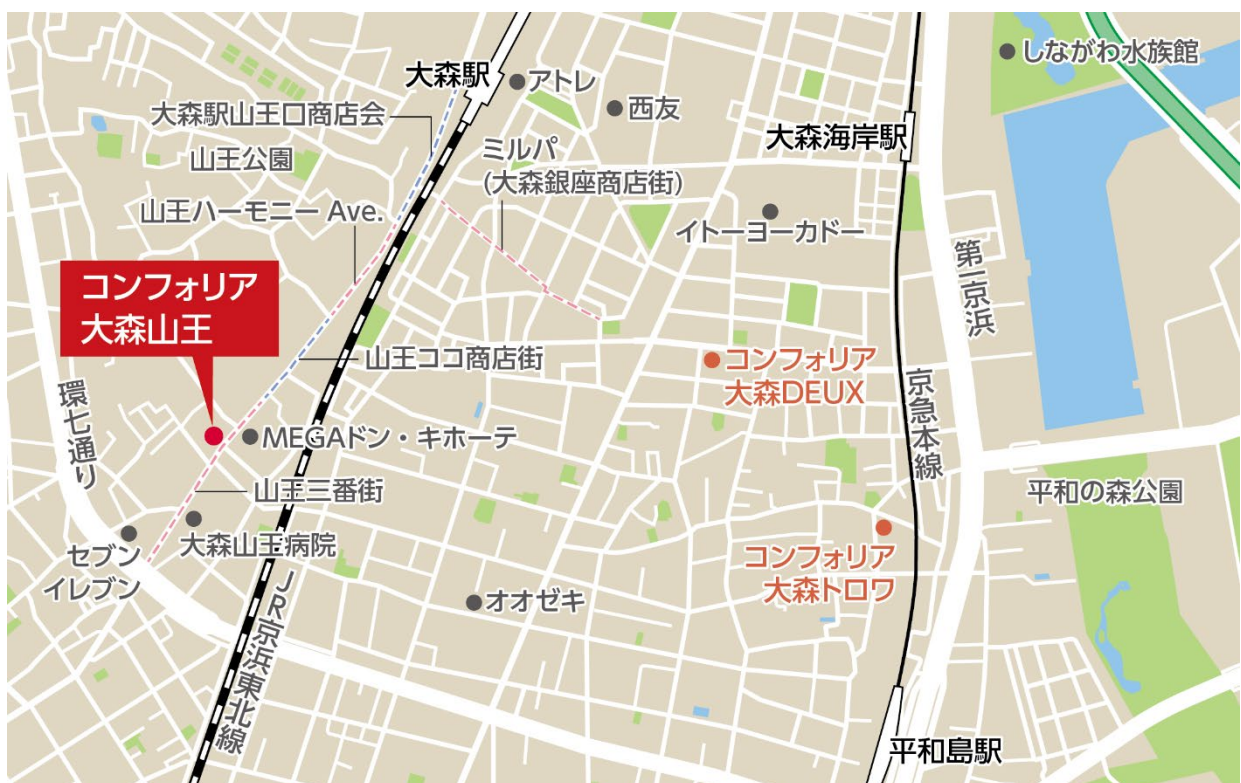 しながわ水族館
大森駅
アトレ
西友
大森駅山王口商店会
大森海岸駅
山王公園
ミルパ
(大森銀座商店街)
山王ハーモニー Ave.
イトーヨーカドー
第一京浜
コンフォリア
大森山王
山王ココ商店街
コンフォリア
大森DEUX
京急本線
環七通り
MEGAドン・キホーテ
山王三番街
平和の森公園
セブン
イレブン
大森山王病院
コンフォリア
大森トロワ
JR京浜東北線
オオゼキ
平和島駅